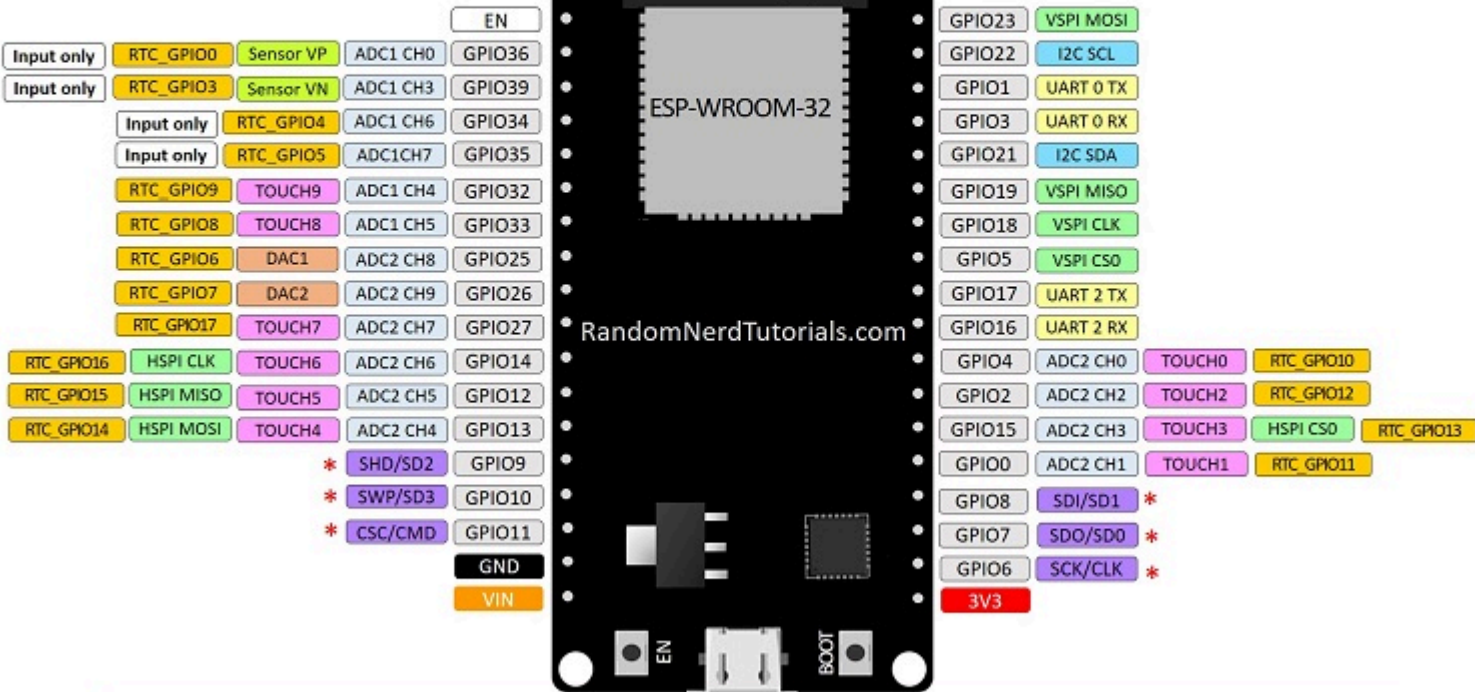 EN GPIO23 VSPI MOSI
Input only RTC_GPIO0 Sensor VP ADC1 CH0 GPIO36 GPIO22 I2C SCL
Input only RTC_GPIO3 Sensor VN ADC1 CH3 GPIO39 GPIO1 UART 0 TX
Input only RTC_GPIO4 ADC1 CH6 GPIO34 ESP-WROOM-32 GPIO3 UART 0 RX
Input only RTC_GPIO5 ADC1CH7 GPIO35 GPIO21 I2C SDA
RTC_GPIO9 TOUCH9 ADC1 CH4 GPIO32 GPIO19 VSPI MISO
RTC_GPIO8 TOUCH8 ADC1 CH5 GPIO33 GPIO18 VSPI CLK
RTC_GPIO6 DAC1 ADC2 CH8 GPIO25 GPIO5 VSPI CS0
RTC_GPIO7 DAC2 ADC2 CH9 GPIO26 GPIO17 UART 2 TX
RTC_GPIO17 TOUCH7 ADC2 CH7 GPIO27 RandomNerdTutorials.com GPIO16 UART 2 RX
RTC_GPIO16 HSPI CLK TOUCH6 ADC2 CH6 GPIO14 GPIO4 ADC2 CH0 TOUCH0 RTC_GPIO10
RTC_GPIO15 HSPI MISO TOUCH5 ADC2 CH5 GPIO12 GPIO2 ADC2 CH2 TOUCH2 RTC_GPIO12
RTC_GPIO14 HSPI MOSI TOUCH4 ADC2 CH4 GPIO13 GPIO15 ADC2 CH3 TOUCH3 HSPI CS0 RTC_GPIO13
* SHD/SD2 GPIO9 GPIO0 ADC2 CH1 TOUCH1 RTC_GPIO11
* SWP/SD3 GPIO10 GPIO8 SDI/SD1 *
* CSC/CMD GPIO11 GPIO7 SDO/SD0 *
GND GPIO6 SCK/CLK *
VIN 3V3
EN BOOT